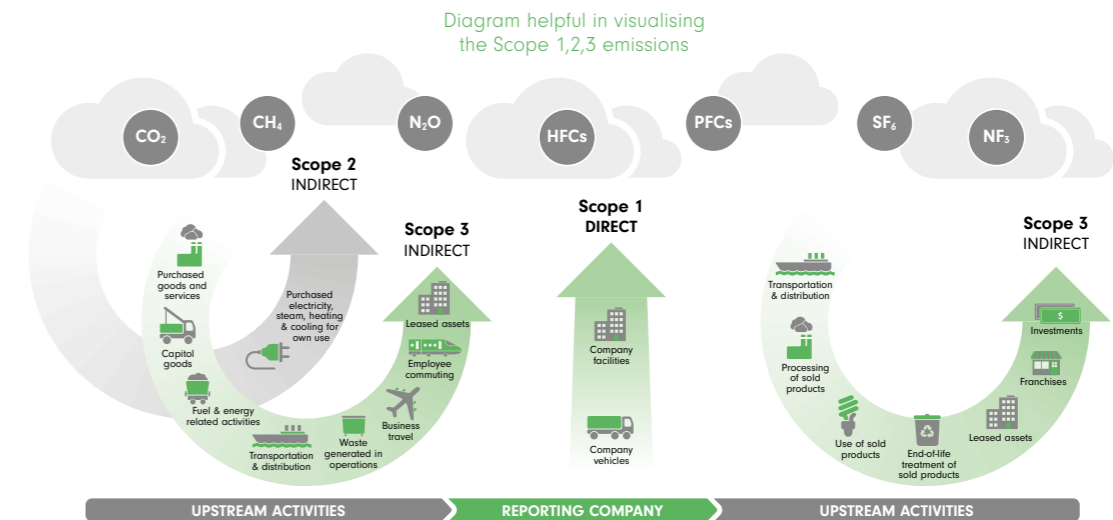 Diagram helpful in visualising
the Scope 1,2,3 emissions
CO₂
CH₄
N₂O
HFCs
PFCs
SF₆
NF₃
Scope 2
INDIRECT
Purchased
electricity,
steam, heating
& cooling for
own use
Scope 3
INDIRECT
Purchased
goods and
services
Capitol
goods
Fuel & energy
related activities
Transportation
& distribution
Waste
generated in
operations
Business
travel
Employee
commuting
Leased assets
Scope 1
DIRECT
Company
facilities
Company
vehicles
Scope 3
INDIRECT
Transportation
& distribution
Processing
of sold
products
Use of sold
products
End-of-life
treatment of
sold products
Leased assets
Franchises
$
Investments
UPSTREAM ACTIVITIES
REPORTING COMPANY
UPSTREAM ACTIVITIES